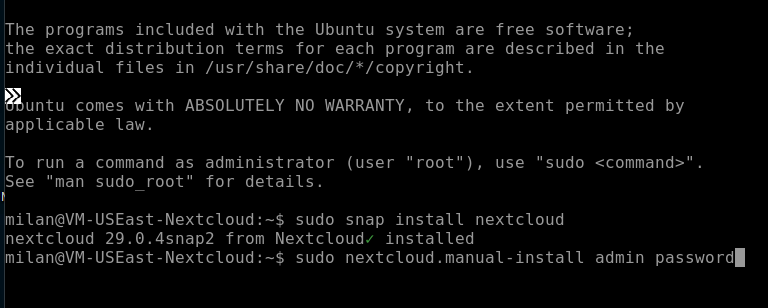 The programs included with the Ubuntu system are free software;
the exact distribution terms for each program are described in the
individual files in /usr/share/doc/*/copyright.
Ubuntu comes with ABSOLUTELY NO WARRANTY, to the extent permitted by
applicable law.
To run a command as administrator (user "root"), use "sudo <command>".
See "man sudo_root" for details.
milan@VM-USEast-Nextcloud:~$ sudo snap install nextcloud
nextcloud 29.0.4snap2 from Nextcloud✓ installed
milan@VM-USEast-Nextcloud:~$ sudo nextcloud.manual-install admin password